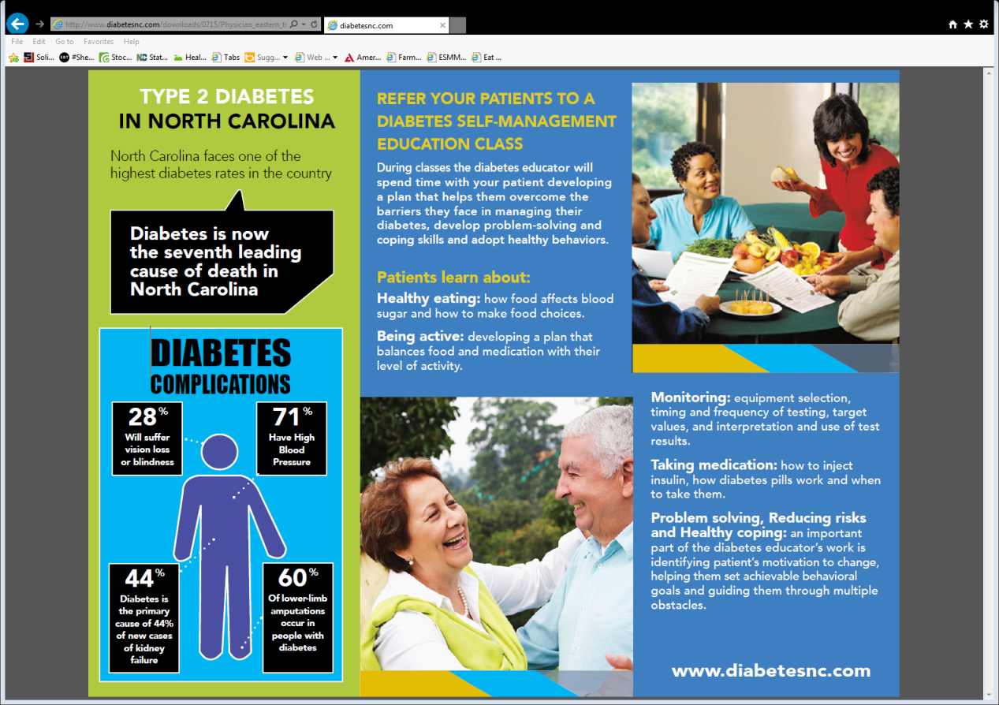 http://www.diabetesnc.com/downloads/0715/Physician_eastern_t
diabetesnc.com
File Edit Go to Favorites Help
Soli... #She... Stoc... Stat... Heal... Tabs Sugg... Web ... Amer... Farm... ESMM... Eat ...
TYPE 2 DIABETES
IN NORTH CAROLINA
North Carolina faces one of the
highest diabetes rates in the country
Diabetes is now
the seventh leading
cause of death in
North Carolina
DIABETES
COMPLICATIONS
28%
Will suffer
vision loss
or blindness
71%
Have High
Blood
Pressure
44%
Diabetes is
the primary
cause of 44%
of new cases
of kidney
failure
60%
Of lower-limb
amputations
occur in
people with
diabetes
REFER YOUR PATIENTS TO A
DIABETES SELF-MANAGEMENT
EDUCATION CLASS
During classes the diabetes educator will
spend time with your patient developing
a plan that helps them overcome the
barriers they face in managing their
diabetes, develop problem-solving and
coping skills and adopt healthy behaviors.
Patients learn about:
Healthy eating: how food affects blood
sugar and how to make food choices.
Being active: developing a plan that
balances food and medication with their
level of activity.
Monitoring: equipment selection,
timing and frequency of testing, target
values, and interpretation and use of test
results.
Taking medication: how to inject
insulin, how diabetes pills work and when
to take them.
Problem solving, Reducing risks
and Healthy coping: an important
part of the diabetes educator's work is
identifying patient's motivation to change,
helping them set achievable behavioral
goals and guiding them through multiple
obstacles.
www.diabetesnc.com